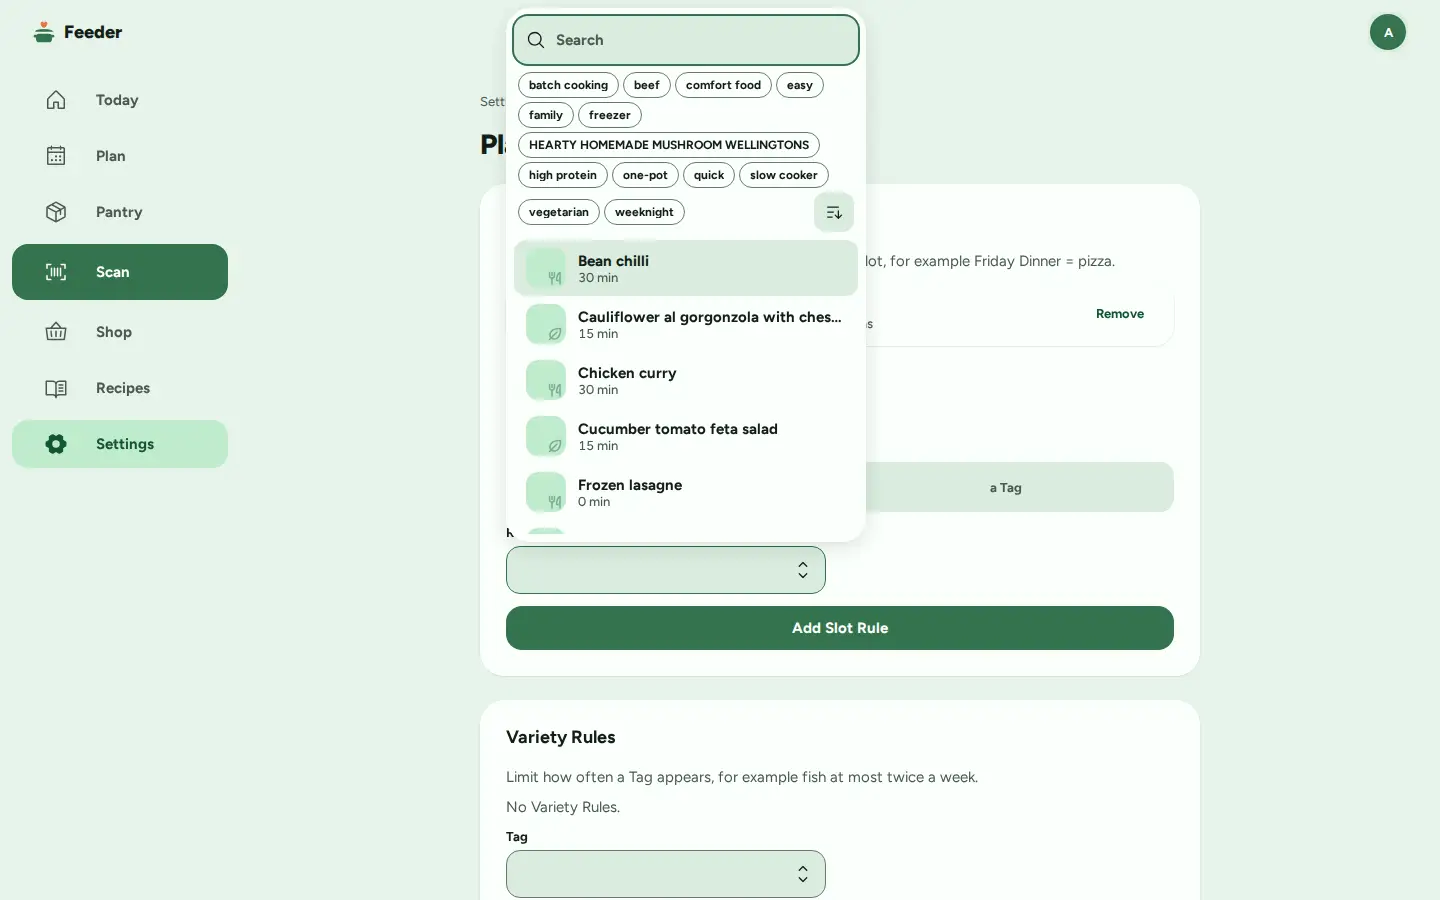 Feeder
A
Today
Plan
Pantry
Scan
Shop
Recipes
Settings
Search
batch cooking beef comfort food easy
family freezer
HEARTY HOMEMADE MUSHROOM WELLINGTONS
high protein one-pot quick slow cooker
vegetarian weeknight
Bean chilli
30 min
Cauliflower al gorgonzola with ches...
15 min
Chicken curry
30 min
Cucumber tomato feta salad
15 min
Frozen lasagne
0 min
Sett
Pla
lot, for example Friday Dinner = pizza.
Remove
a Tag
Add Slot Rule
Variety Rules
Limit how often a Tag appears, for example fish at most twice a week.
No Variety Rules.
Tag